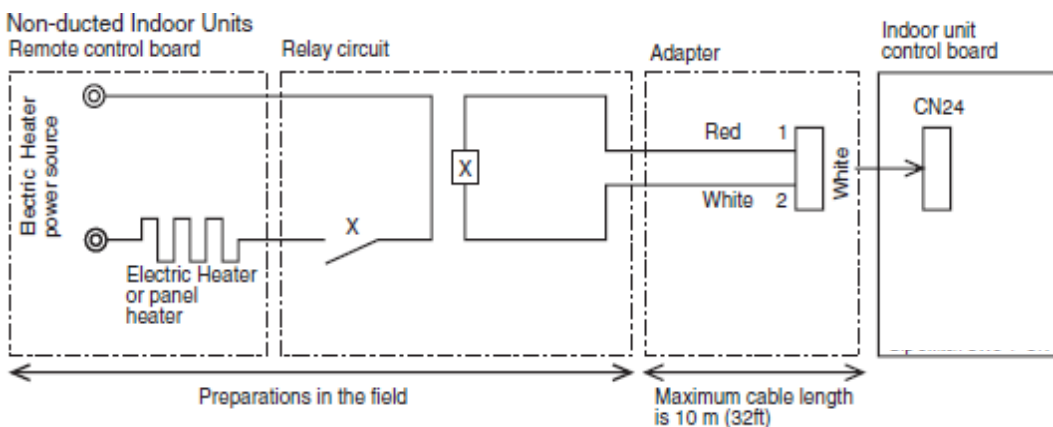 Non-ducted Indoor Units
Remote control board
Relay circuit
Adapter
Indoor unit
control board
Electric Heater
power source
Electric Heater
or panel
heater
X
X
Red 1
White 2
White
CN24
Preparations in the field
Maximum cable length
is 10 m (32ft)